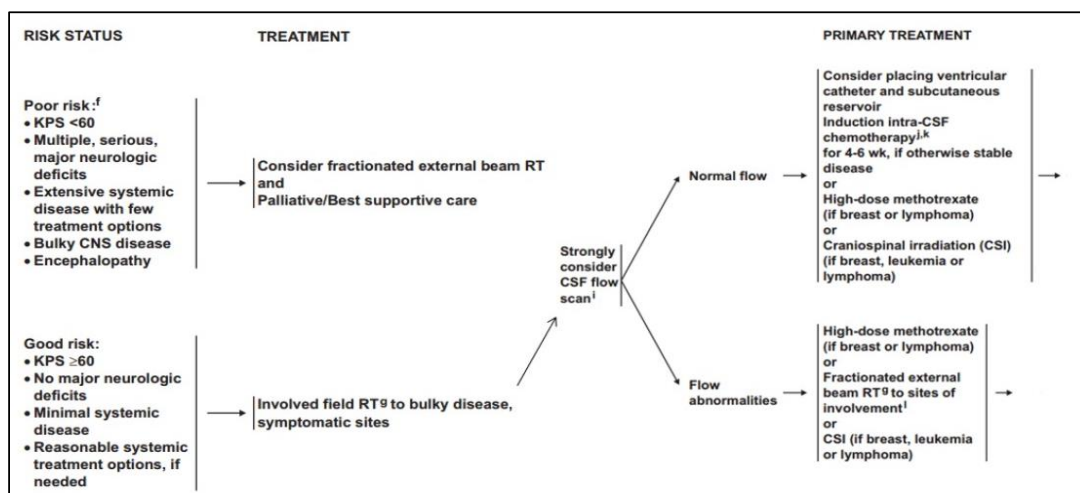 RISK STATUS
TREATMENT
PRIMARY TREATMENT
Poor risk:f
• KPS <60
• Multiple, serious,
major neurologic
deficits
• Extensive systemic
disease with few
treatment options
• Bulky CNS disease
• Encephalopathy
Consider fractionated external beam RT
and
Palliative/Best supportive care
Good risk:
• KPS ≥60
• No major neurologic
deficits
• Minimal systemic
disease
• Reasonable systemic
treatment options, if
needed
Involved field RTg to bulky disease,
symptomatic sites
Strongly
consider
CSF flow
scani
Normal flow
Consider placing ventricular
catheter and subcutaneous
reservoir
Induction intra-CSF
chemotherapyj,k
for 4-6 wk, if otherwise stable
disease
or
High-dose methotrexate
(if breast or lymphoma)
or
Craniospinal irradiation (CSI)
(if breast, leukemia or
lymphoma)
Flow
abnormalities
High-dose methotrexate
(if breast or lymphoma)
or
Fractionated external
beam RTg to sites of
involvementl
or
CSI (if breast, leukemia
or lymphoma)